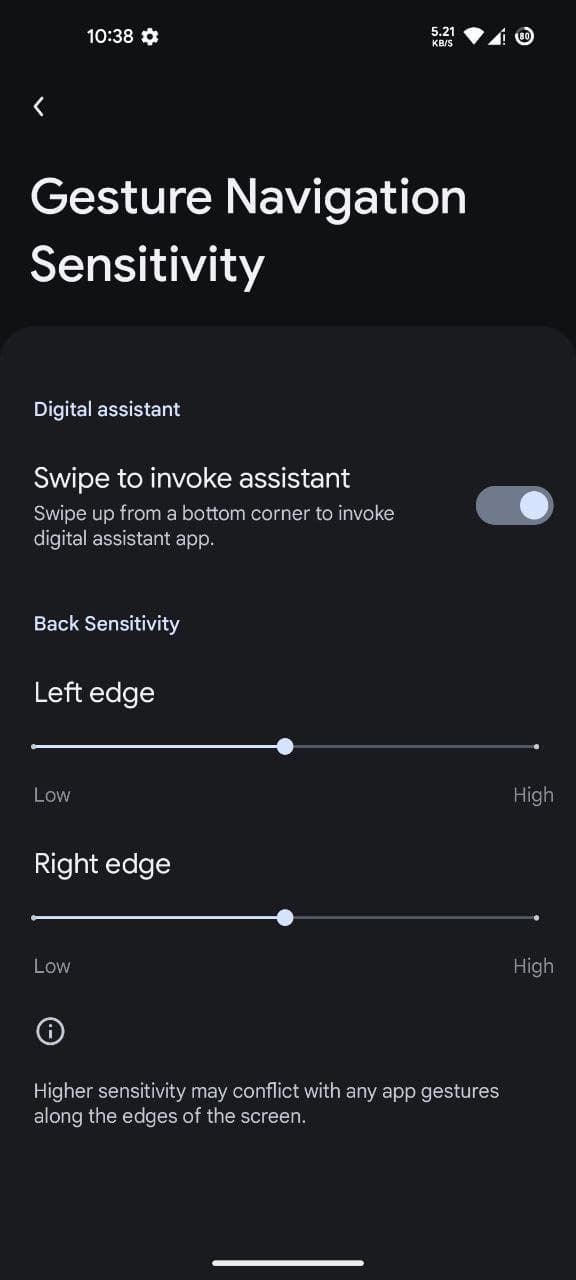 10:38
5.21
KB/S
80
Gesture Navigation
Sensitivity
Digital assistant
Swipe to invoke assistant
Swipe up from a bottom corner to invoke
digital assistant app.
Back Sensitivity
Left edge
Low High
Right edge
Low High
Higher sensitivity may conflict with any app gestures
along the edges of the screen.